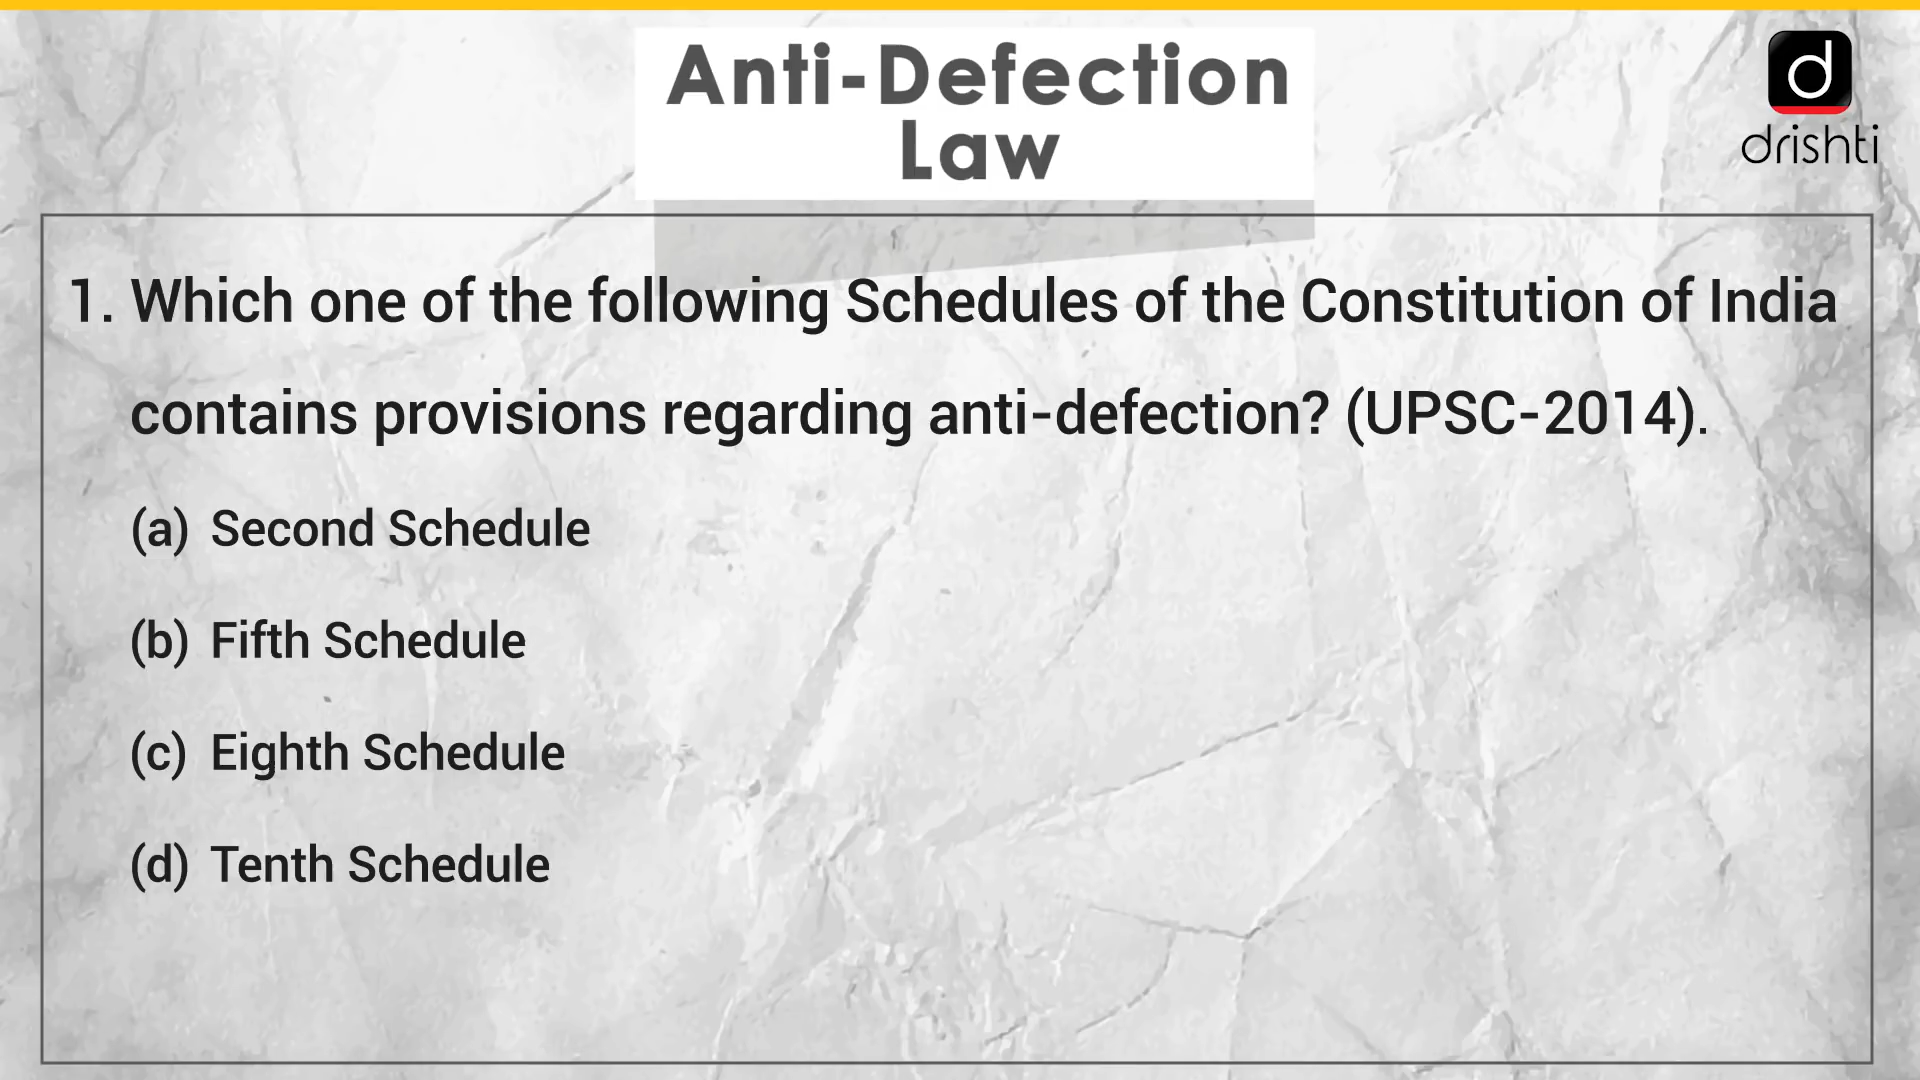 Anti-Defection
Law
d
drishti
1. Which one of the following Schedules of the Constitution of India
contains provisions regarding anti-defection? (UPSC-2014).
(a) Second Schedule
(b) Fifth Schedule
(c) Eighth Schedule
(d) Tenth Schedule